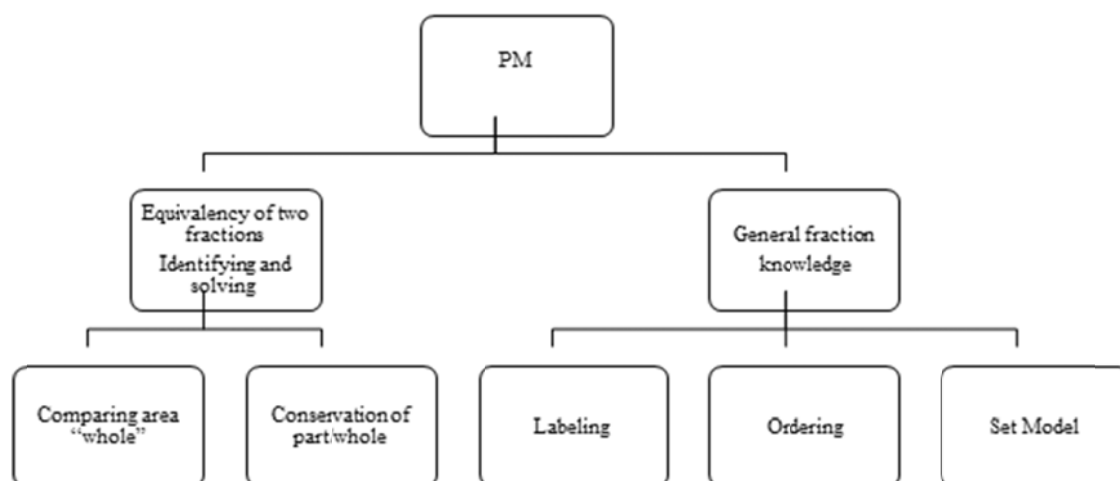 PM
Equivalency of two
fractions
Identifying and
solving
General fraction
knowledge
Comparing area
“whole”
Conservation of
part/whole
Labeling
Ordering
Set Model